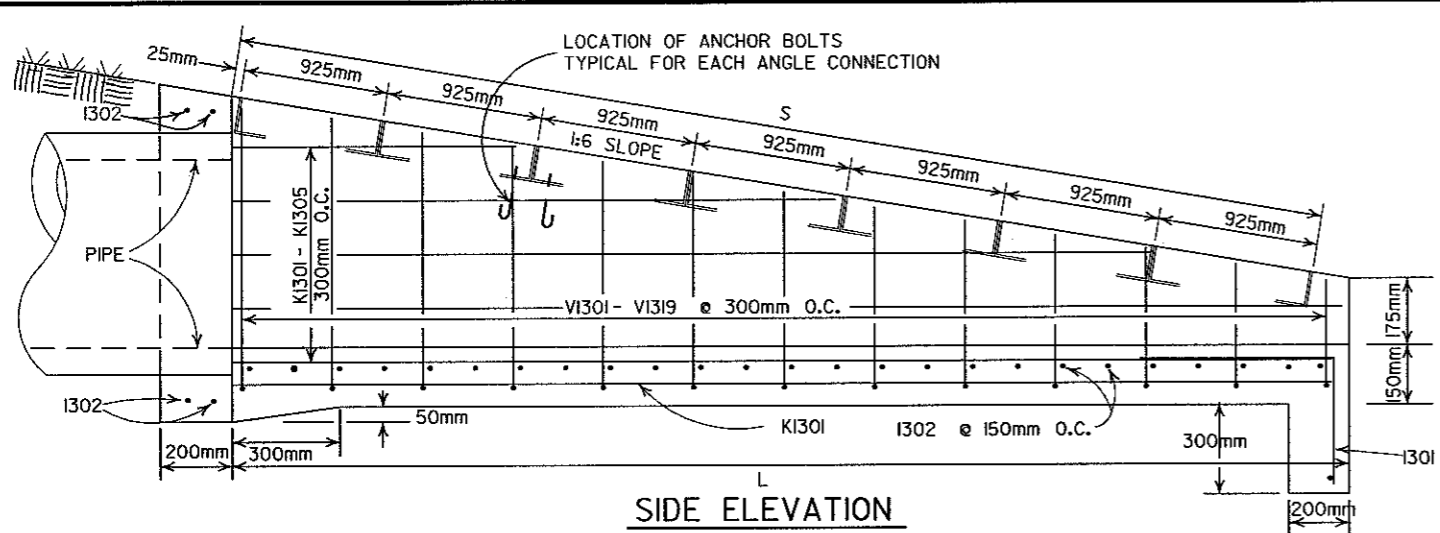 LOCATION OF ANCHOR BOLTS
TYPICAL FOR EACH ANGLE CONNECTION
25mm
925mm
925mm
925mm
925mm
925mm
925mm
925mm
S
1:6 SLOPE
1302
PIPE
K1301 - K1305
300mm O.C.
V1301 - V1319 @ 300mm O.C.
175mm
150mm
1302
50mm
K1301
1302 @ 150mm O.C.
300mm
1301
200mm
300mm
L
200mm
SIDE ELEVATION